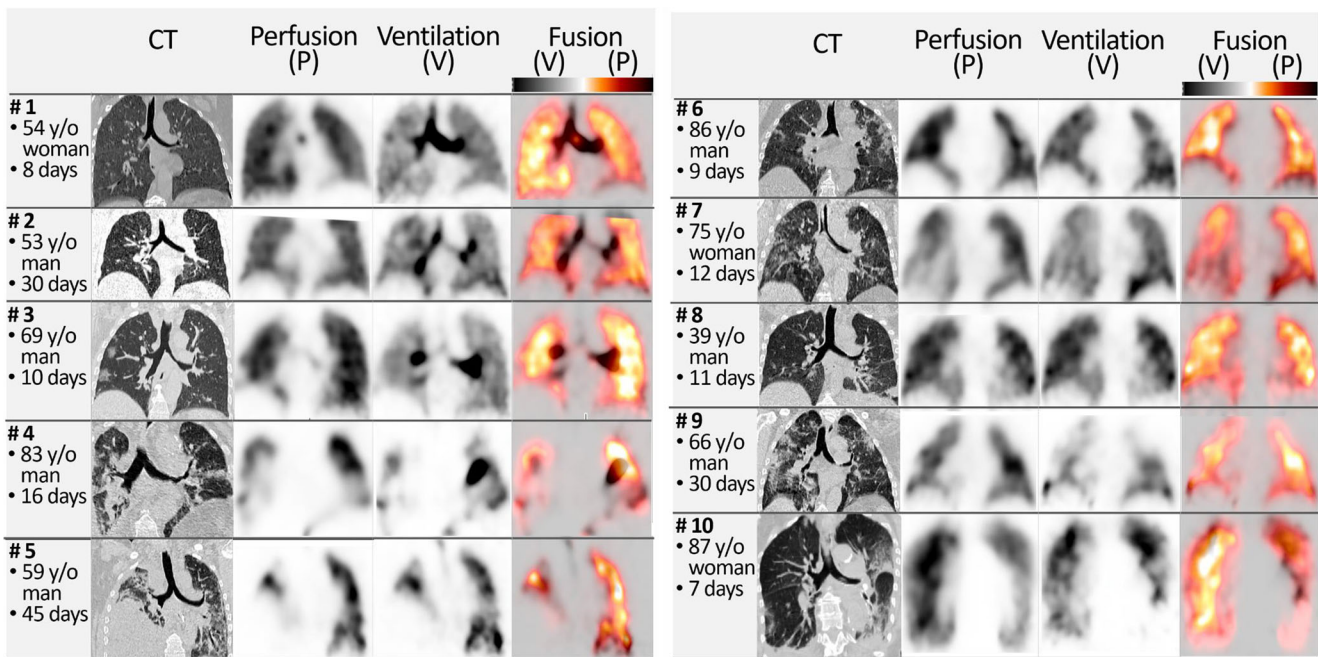 CT Perfusion Ventilation Fusion
(P) (V) (V) (P)
# 1
• 54 y/o
woman
• 8 days
# 2
• 53 y/o
man
• 30 days
# 3
• 69 y/o
man
• 10 days
# 4
• 83 y/o
man
• 16 days
# 5
• 59 y/o
man
• 45 days
CT Perfusion Ventilation Fusion
(P) (V) (V) (P)
# 6
• 86 y/o
man
• 9 days
# 7
• 75 y/o
woman
• 12 days
# 8
• 39 y/o
man
• 11 days
# 9
• 66 y/o
man
• 30 days
# 10
• 87 y/o
woman
• 7 days